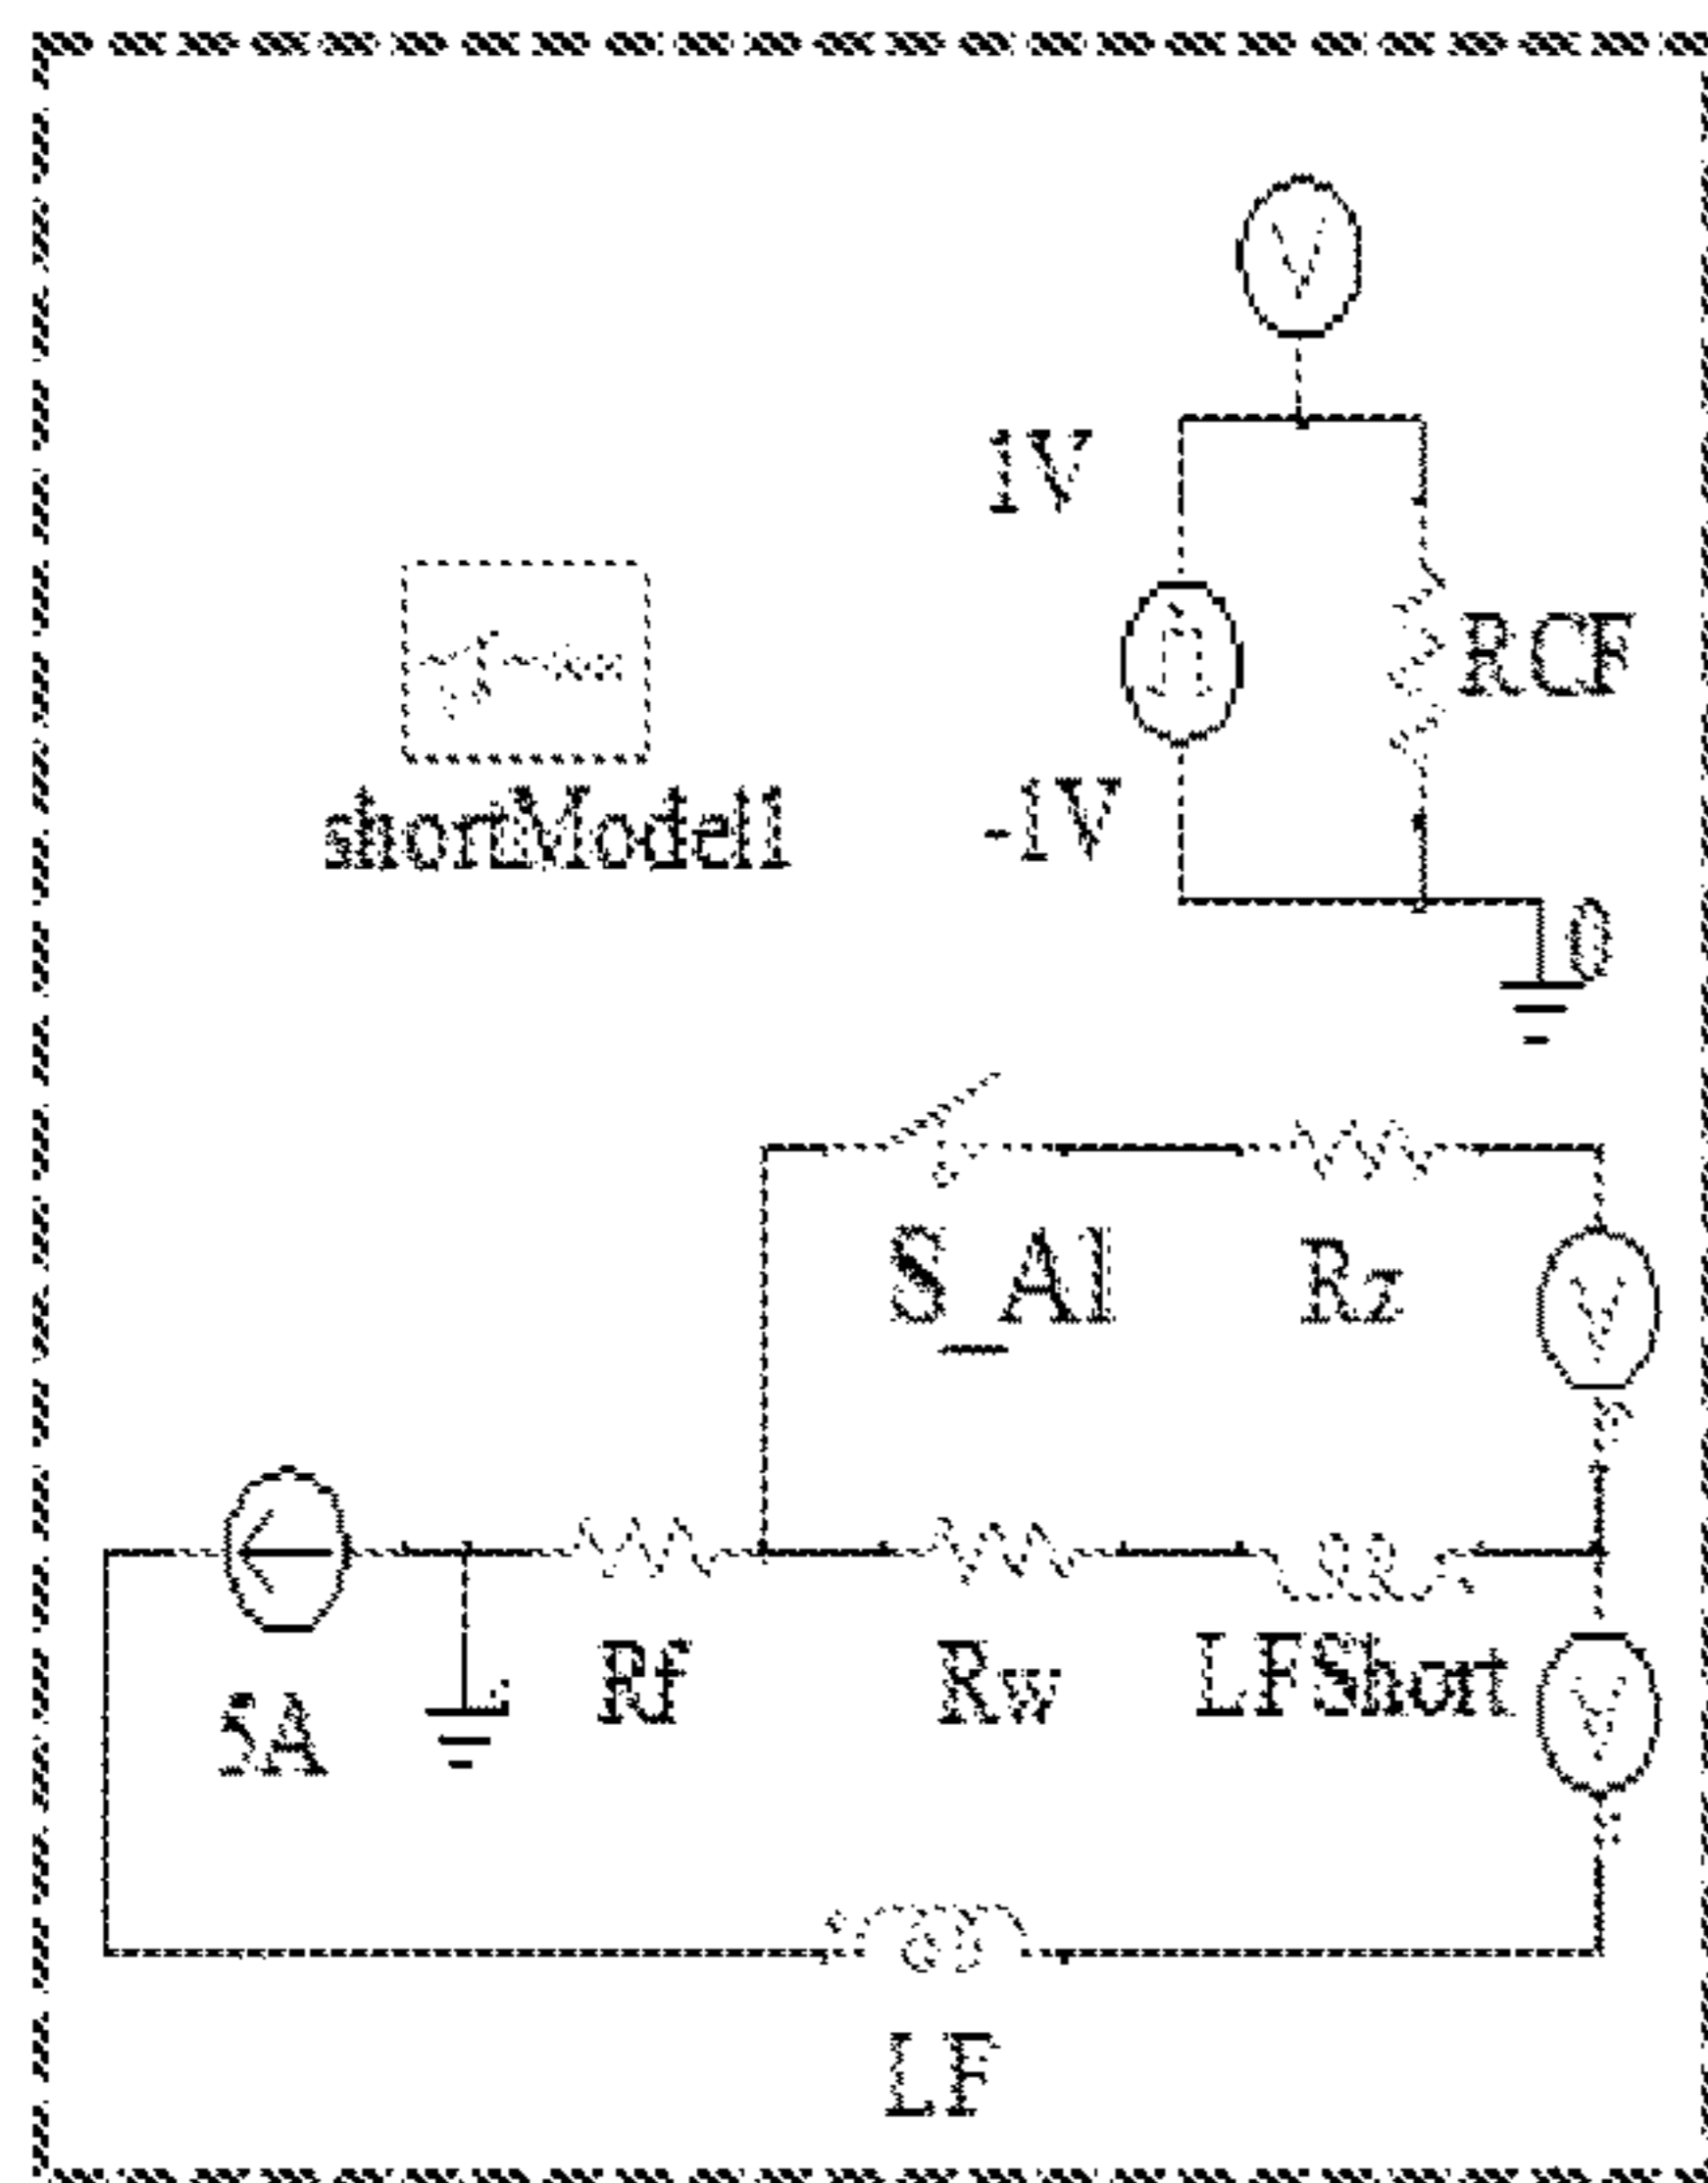 V
1V
RCF
shortModel1
-1V
0
S_A1
Rz
V
5A
Rf
Rw
LFShort
V
LF